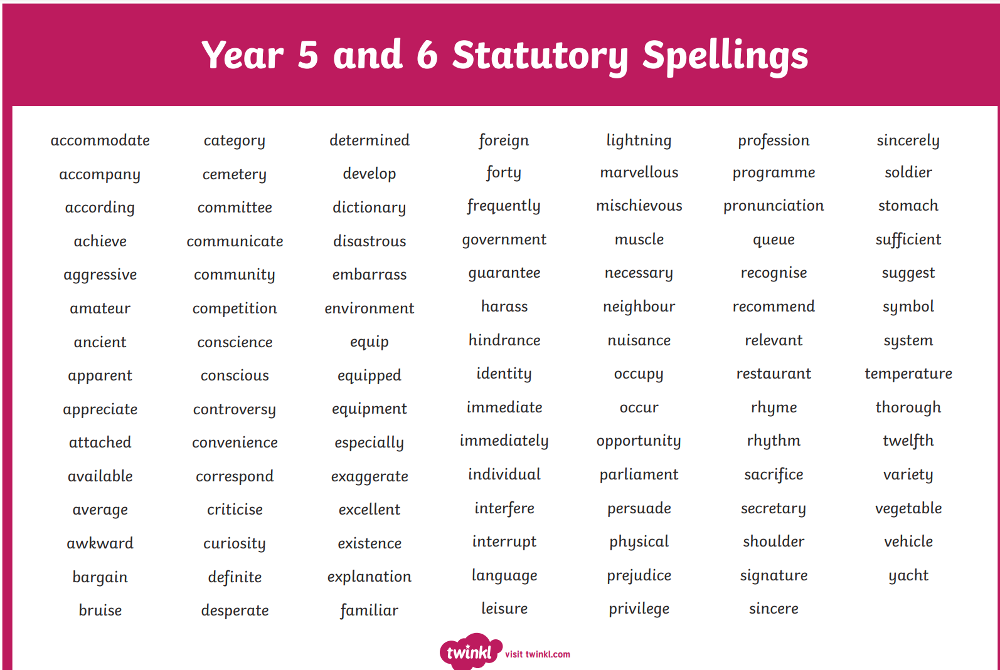 Year 5 and 6 Statutory Spellings
accommodate category determined foreign lightning profession sincerely
accompany cemetery develop forty marvellous programme soldier
according committee dictionary frequently mischievous pronunciation stomach
achieve communicate disastrous government muscle queue sufficient
aggressive community embarrass guarantee necessary recognise suggest
amateur competition environment harass neighbour recommend symbol
ancient conscience equip hindrance nuisance relevant system
apparent conscious equipped identity occupy restaurant temperature
appreciate controversy equipment immediate occur rhyme thorough
attached convenience especially immediately opportunity rhythm twelfth
available correspond exaggerate individual parliament sacrifice variety
average criticise excellent interfere persuade secretary vegetable
awkward curiosity existence interrupt physical shoulder vehicle
bargain definite explanation language prejudice signature yacht
bruise desperate familiar leisure privilege sincere
twinkl visit twinkl.com